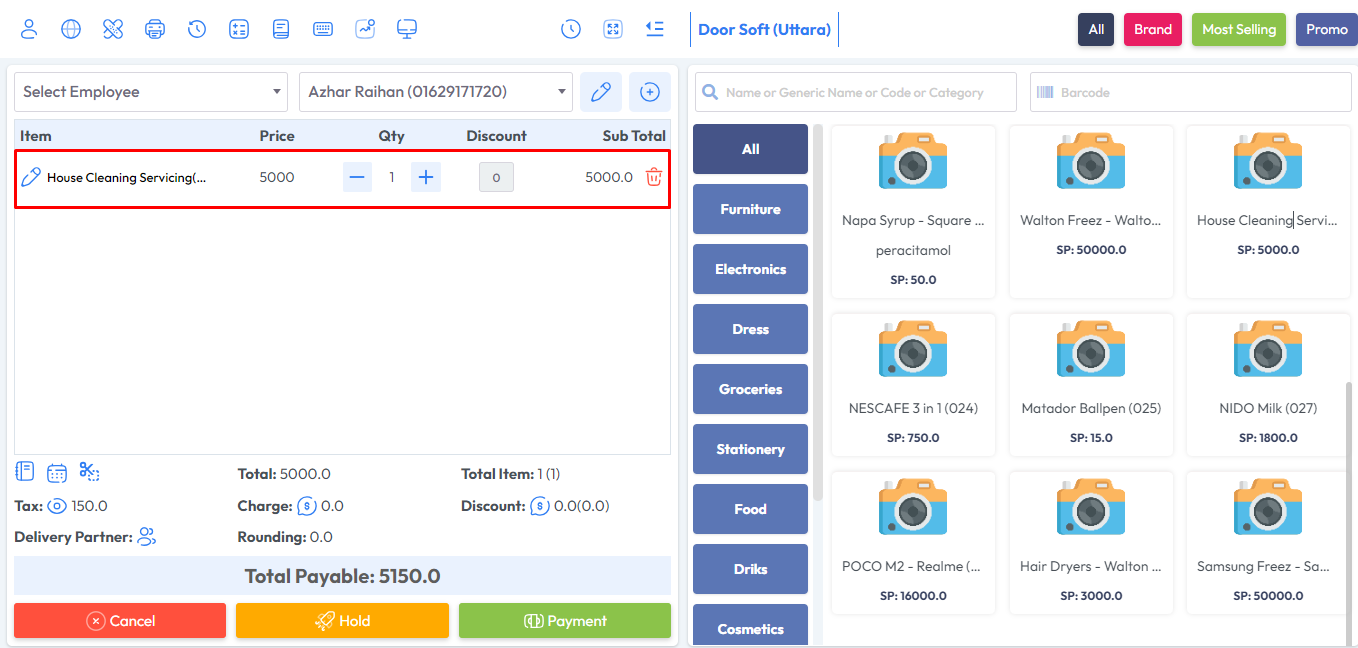 Door Soft (Uttara)
All
Brand
Most Selling
Promo
Select Employee
Azhar Raihan (01629171720)
Item Price Qty Discount Sub Total
House Cleaning Servicing(... 5000 1 0 5000.0
Total: 5000.0
Total Item: 1 (1)
Tax: 150.0
Charge: $ 0.0
Discount: $ 0.0(0.0)
Delivery Partner:
Rounding: 0.0
Total Payable: 5150.0
Cancel
Hold
Payment
Name or Generic Name or Code or Category
Barcode
All
Furniture
Electronics
Dress
Groceries
Stationery
Food
Driks
Cosmetics
Napa Syrup - Square ...
peracitamol
SP: 50.0
Walton Freez - Walto...
SP: 50000.0
House Cleaning Servi...
SP: 5000.0
NESCAFE 3 in 1 (024)
SP: 750.0
Matador Ballpen (025)
SP: 15.0
NIDO Milk (027)
SP: 1800.0
POCO M2 - Realme (...
SP: 16000.0
Hair Dryers - Walton ...
SP: 3000.0
Samsung Freez - Sa...
SP: 50000.0